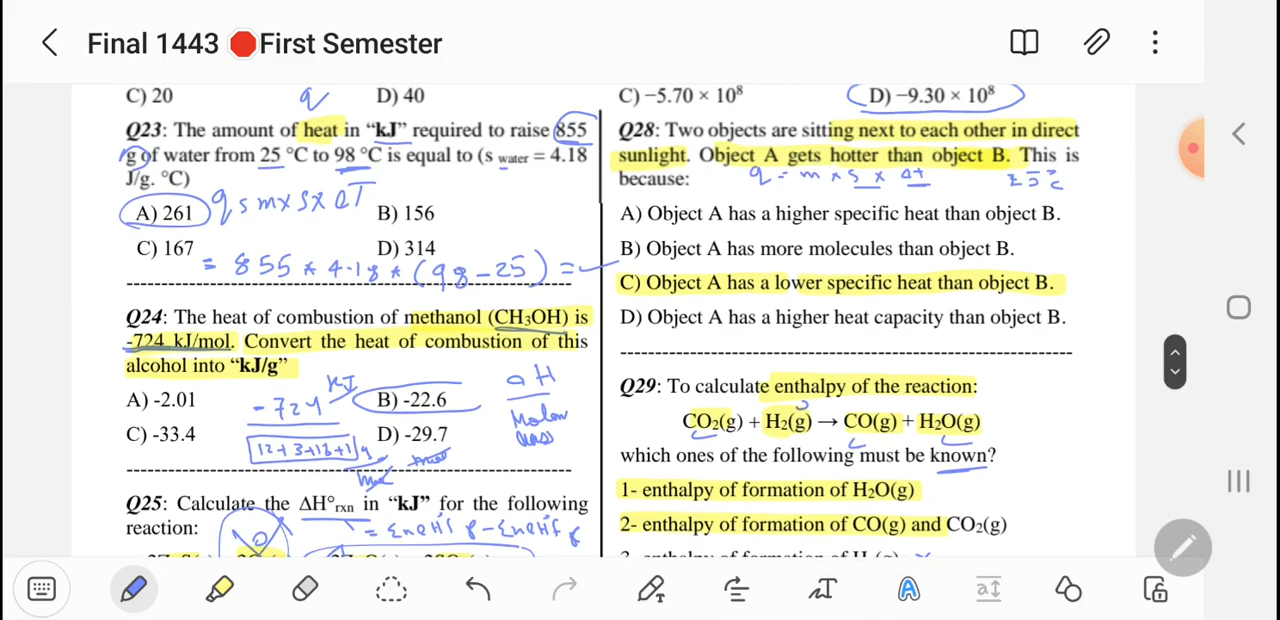 Final 1443 🛑First Semester
C) 20 D) 40
q
Q23: The amount of heat in “kJ” required to raise 855
g of water from 25 °C to 98 °C is equal to (s water = 4.18
J/g. °C)
A) 261 B) 156
q = m x s x ΔT
C) 167 D) 314
= 855 * 4.18 * (98 - 25) =
Q24: The heat of combustion of methanol (CH₃OH) is
-724 kJ/mol. Convert the heat of combustion of this
alcohol into “kJ/g”
A) -2.01 B) -22.6
-724 kJ
ΔH
Molar
C) -33.4 D) -29.7
12+3+16+1 g
Q25: Calculate the ΔH°rxn in “kJ” for the following
reaction:
C) −5.70 × 10⁸ D) −9.30 × 10⁸
Q28: Two objects are sitting next to each other in direct
sunlight. Object A gets hotter than object B. This is
because:
q = m x s x Δt
A) Object A has a higher specific heat than object B.
B) Object A has more molecules than object B.
C) Object A has a lower specific heat than object B.
D) Object A has a higher heat capacity than object B.
Q29: To calculate enthalpy of the reaction:
CO₂(g) + H₂(g) → CO(g) + H₂O(g)
which ones of the following must be known?
1- enthalpy of formation of H₂O(g)
2- enthalpy of formation of CO(g) and CO₂(g)